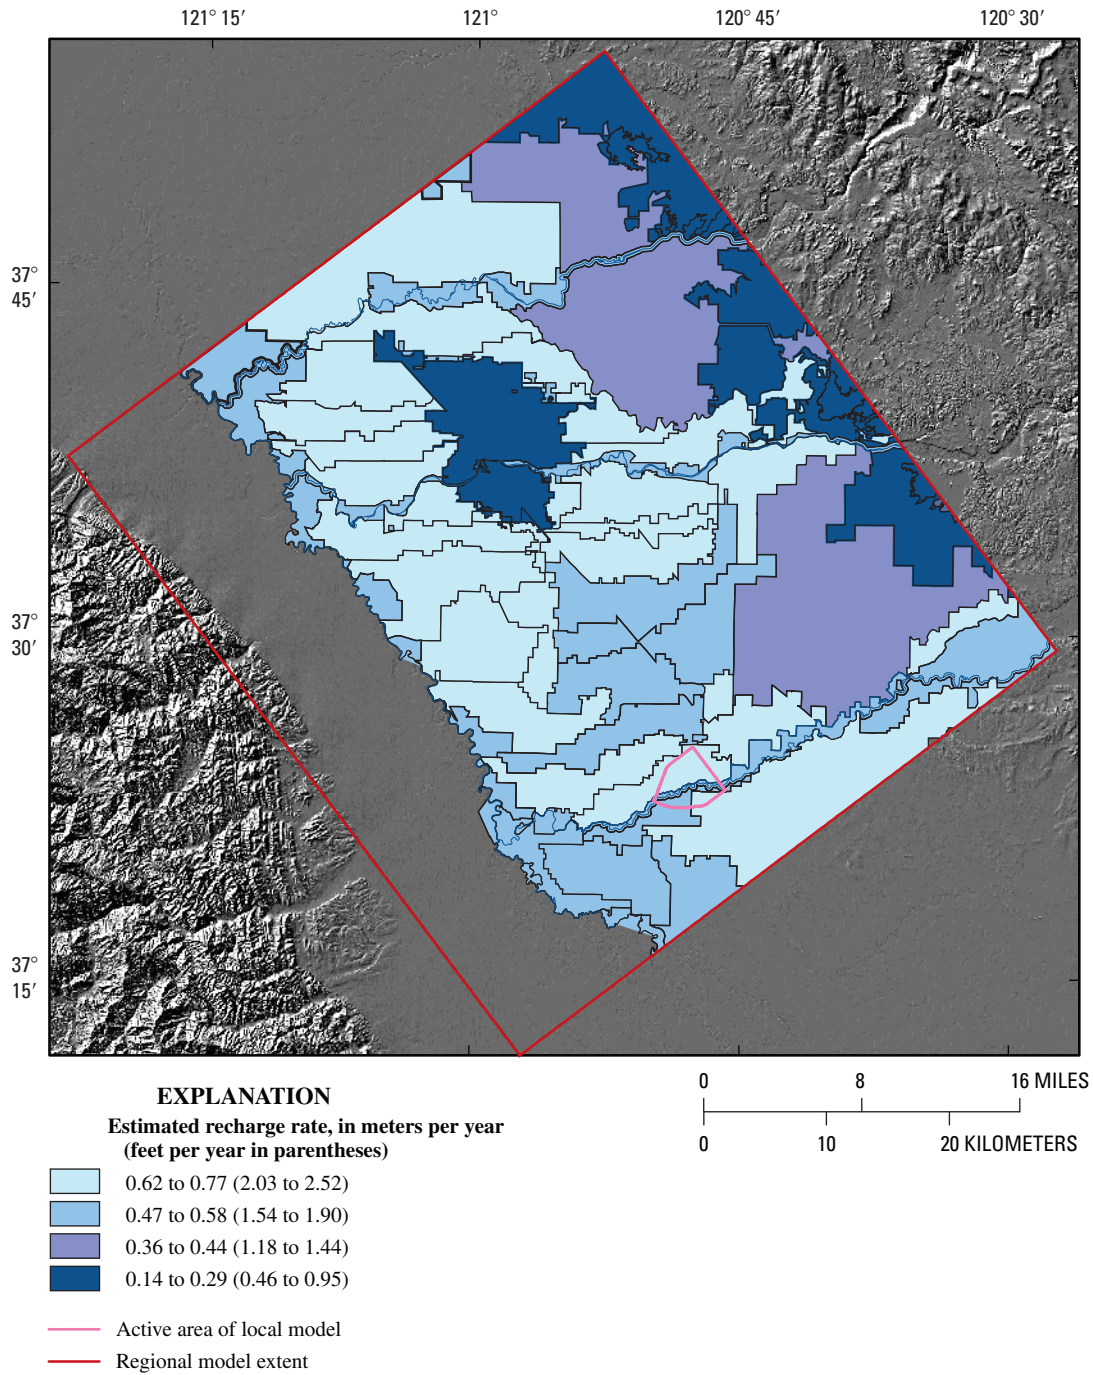 121° 15′ 121° 120° 45′ 120° 30′
37°
45′
37°
30′
37°
15′
EXPLANATION
Estimated recharge rate, in meters per year
(feet per year in parentheses)
0.62 to 0.77 (2.03 to 2.52)
0.47 to 0.58 (1.54 to 1.90)
0.36 to 0.44 (1.18 to 1.44)
0.14 to 0.29 (0.46 to 0.95)
Active area of local model
Regional model extent
0 8 16 MILES
0 10 20 KILOMETERS